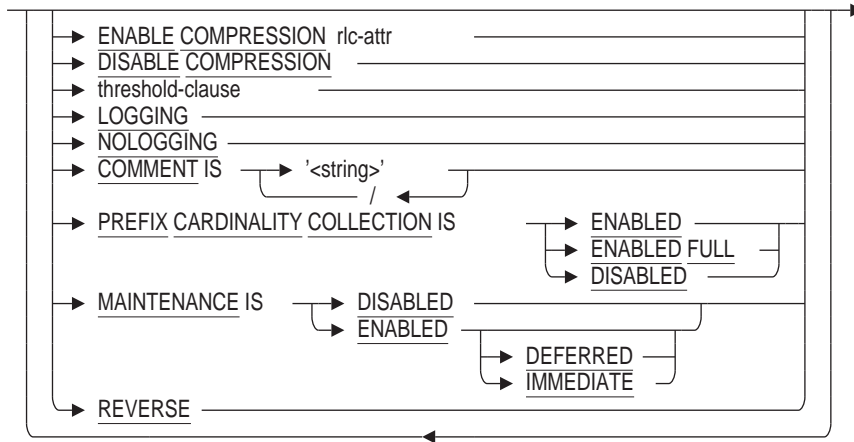 ENABLE COMPRESSION rlc-attr
DISABLE COMPRESSION
threshold-clause
LOGGING
NOLOGGING
COMMENT IS '<string>'
/
PREFIX CARDINALITY COLLECTION IS ENABLED
ENABLED FULL
DISABLED
MAINTENANCE IS DISABLED
ENABLED
DEFERRED
IMMEDIATE
REVERSE